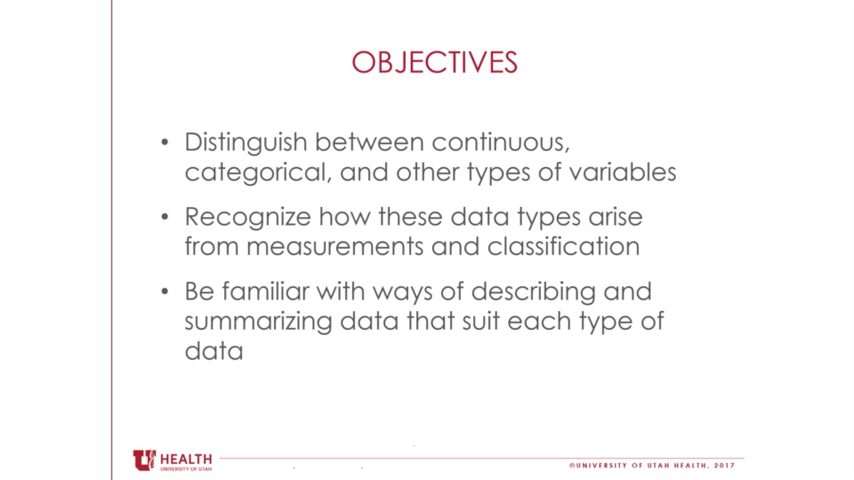 OBJECTIVES
• Distinguish between continuous,
categorical, and other types of variables
• Recognize how these data types arise
from measurements and classification
• Be familiar with ways of describing and
summarizing data that suit each type of
data
U HEALTH
UNIVERSITY OF UTAH
©UNIVERSITY OF UTAH HEALTH, 2017